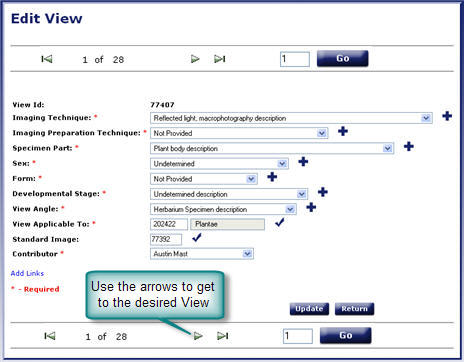 Edit View
1 of 28 1 Go
View Id: 77407
Imaging Technique: * Reflected light, macrophotography description
Imaging Preparation Technique: * Not Provided
Specimen Part: * Plant body description
Sex: * Undetermined
Form: * Not Provided
Developmental Stage: * Undetermined description
View Angle: * Herbarium Specimen description
View Applicable To: * 202422 Plantae
Standard Image: 77392
Contributor * Austin Mast
Add Links
* - Required
Use the arrows to get
to the desired View
Update Return
1 of 28 1 Go